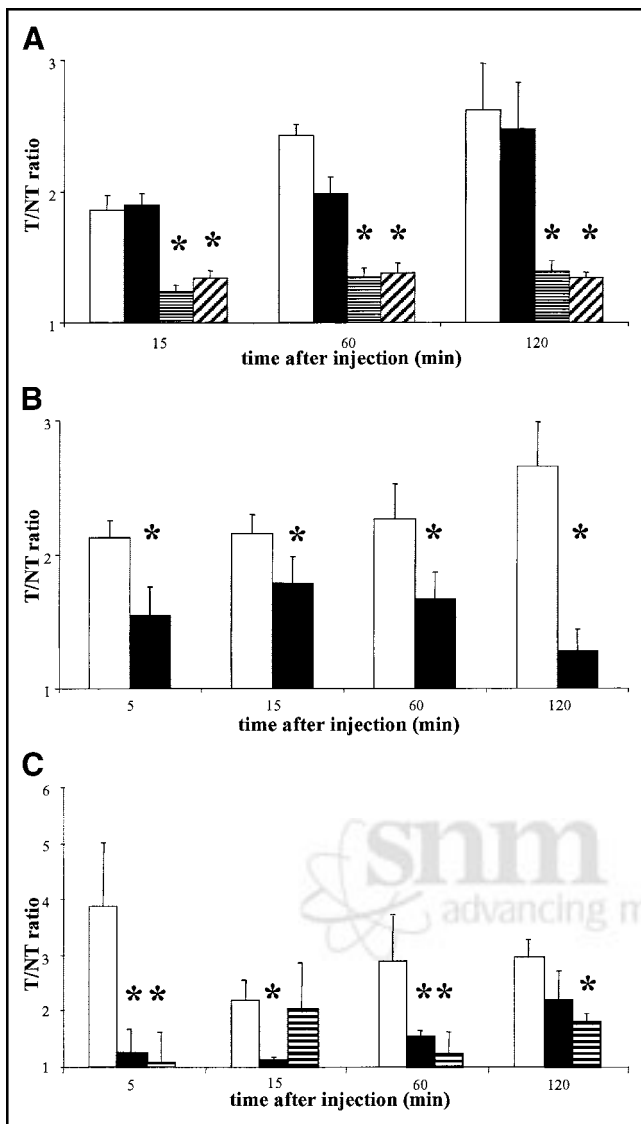 A
3
2
1
T/NT ratio
* * * * * *
15 60 120
time after injection (min)
B
3
2
1
T/NT ratio
* * * *
5 15 60 120
time after injection (min)
C
6
5
4
3
2
1
T/NT ratio
** * ** *
5 15 60 120
time after injection (min)
snm
advancing m